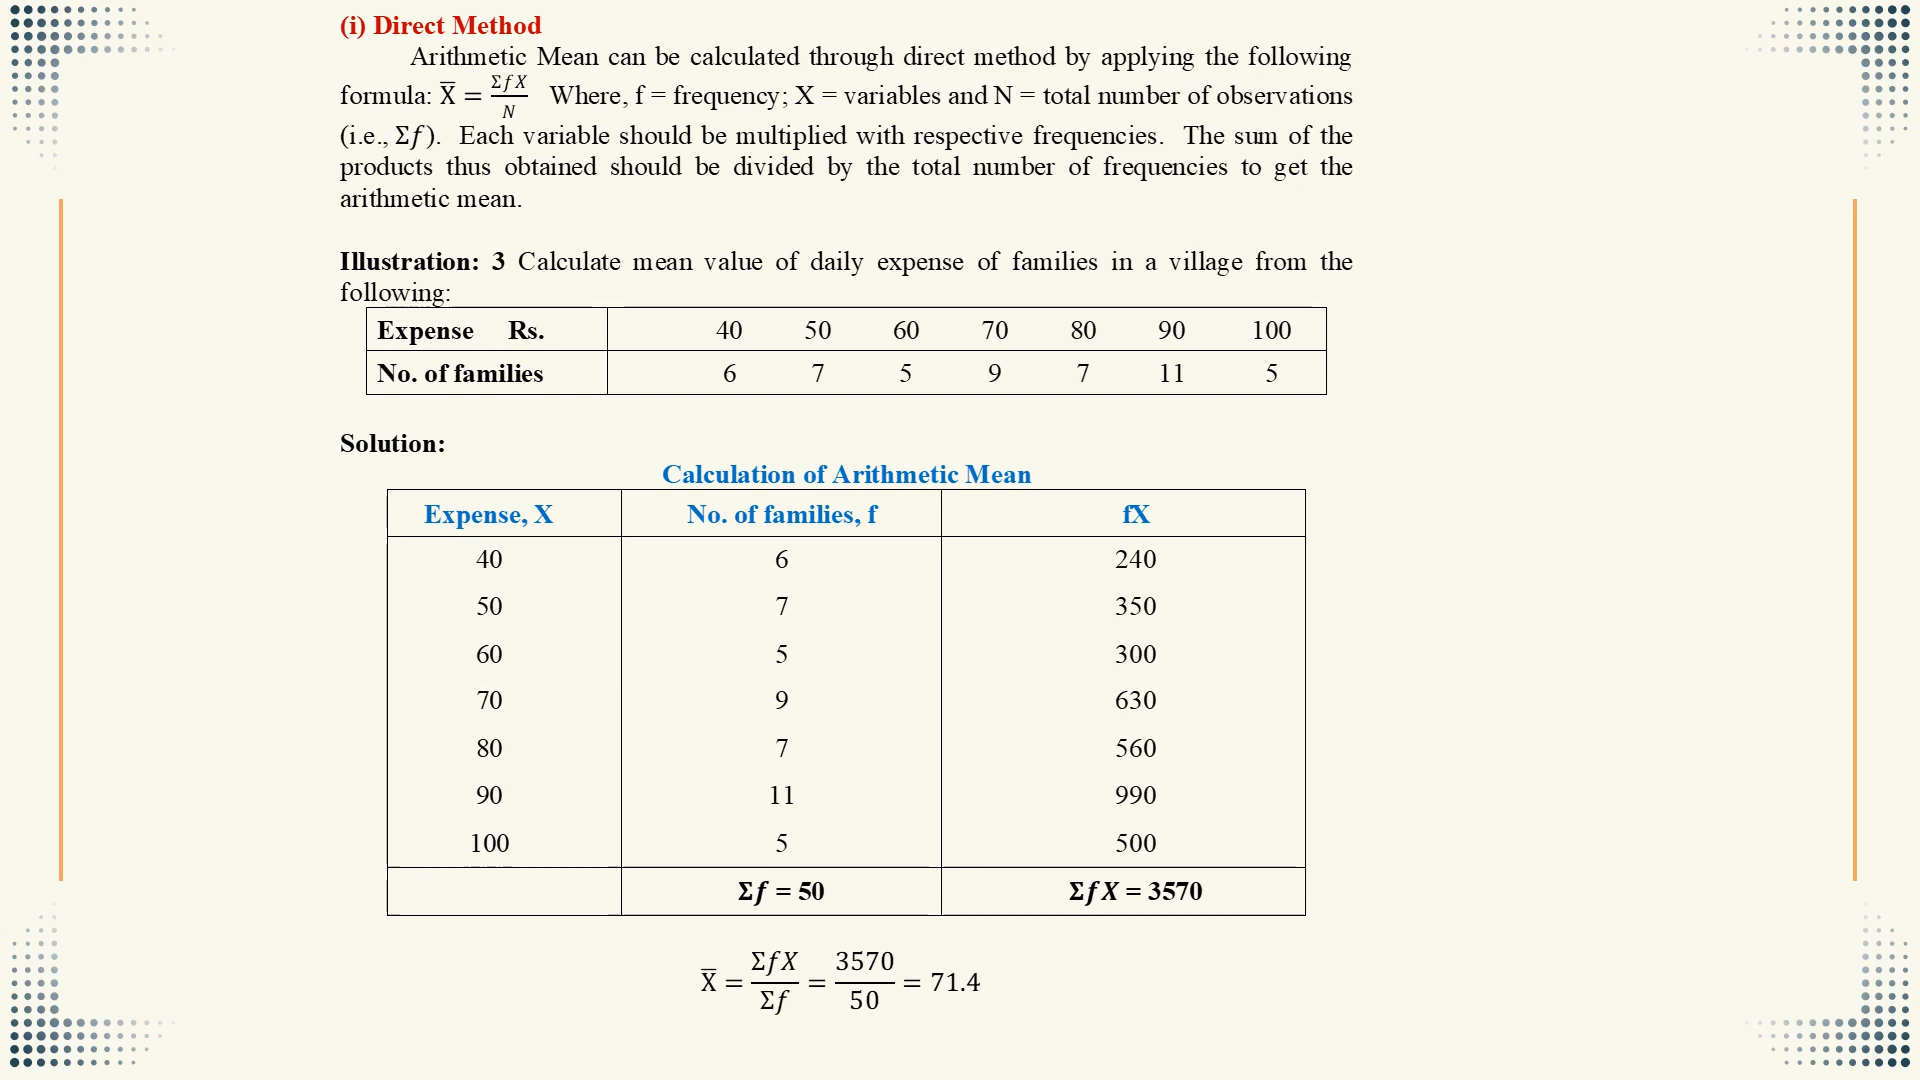 (i) Direct Method
Arithmetic Mean can be calculated through direct method by applying the following
formula: X̅ = ΣfX/N Where, f = frequency; X = variables and N = total number of observations
(i.e., Σf). Each variable should be multiplied with respective frequencies. The sum of the
products thus obtained should be divided by the total number of frequencies to get the
arithmetic mean.
Illustration: 3 Calculate mean value of daily expense of families in a village from the
following:
Expense Rs. 40 50 60 70 80 90 100
No. of families 6 7 5 9 7 11 5
Solution:
Calculation of Arithmetic Mean
Expense, X No. of families, f fX
40 6 240
50 7 350
60 5 300
70 9 630
80 7 560
90 11 990
100 5 500
Σf = 50 ΣfX = 3570
X̅ = ΣfX/Σf = 3570/50 = 71.4